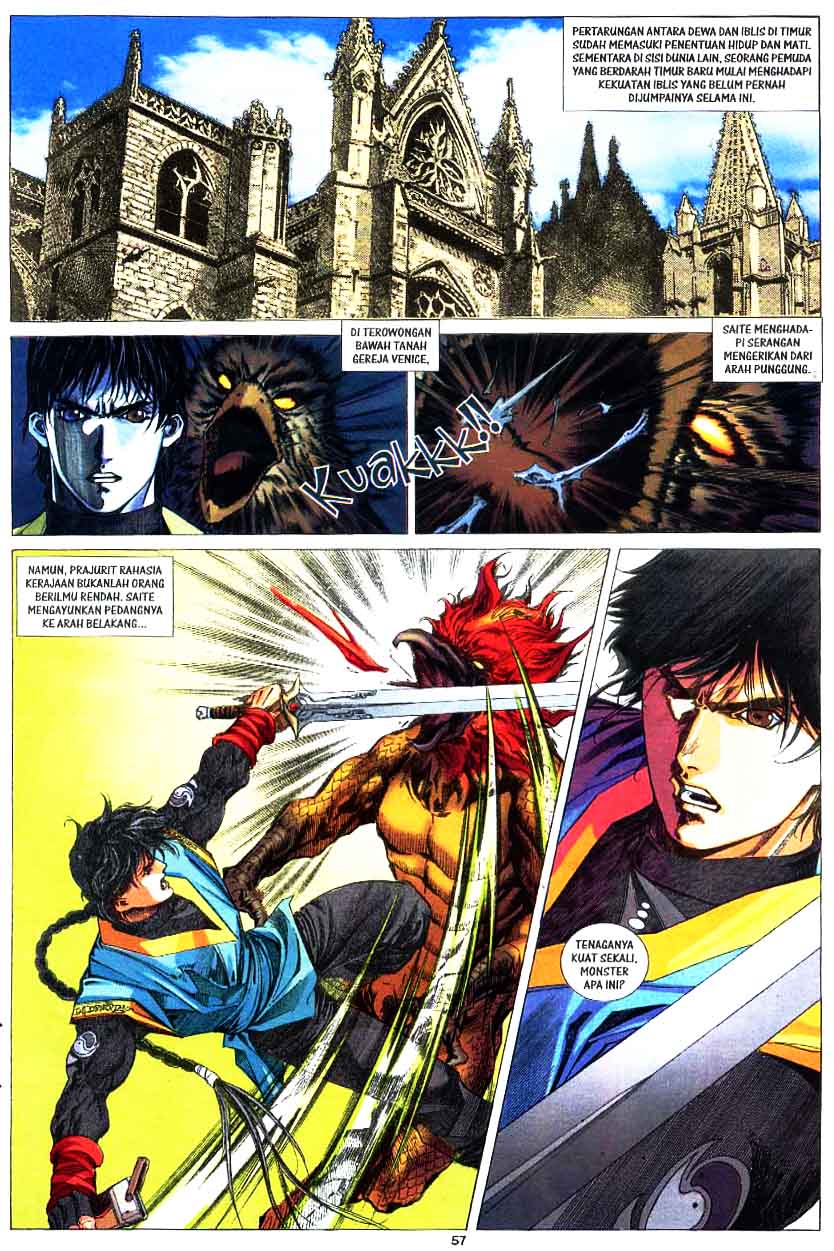 PERTARUNGAN ANTARA DEWA DAN IBLIS DI TIMUR
SUDAH MEMASUKI PENENTUAN HIDUP DAN MATI.
SEMENTARA DI SISI DUNIA LAIN, SEORANG PEMUDA
YANG BERDARAH TIMUR BARU MULAI MENGHADAPI
KEKUATAN IBLIS YANG BELUM PERNAH
DIJUMPAINYA SELAMA INI.
DI TEROWONGAN
BAWAH TANAH
GEREJA VENICE,
SAITE MENGHADA-
PI SERANGAN
MENGERIKAN DARI
ARAH PUNGGUNG.
KUAKKK!!
NAMUN, PRAJURIT RAHASIA
KERAJAAN BUKANLAH ORANG
BERILMU RENDAH. SAITE
MENGAYUNKAN PEDANGNYA
KE ARAH BELAKANG...
TENAGANYA
KUAT SEKALI,
MONSTER
APA INI?
57